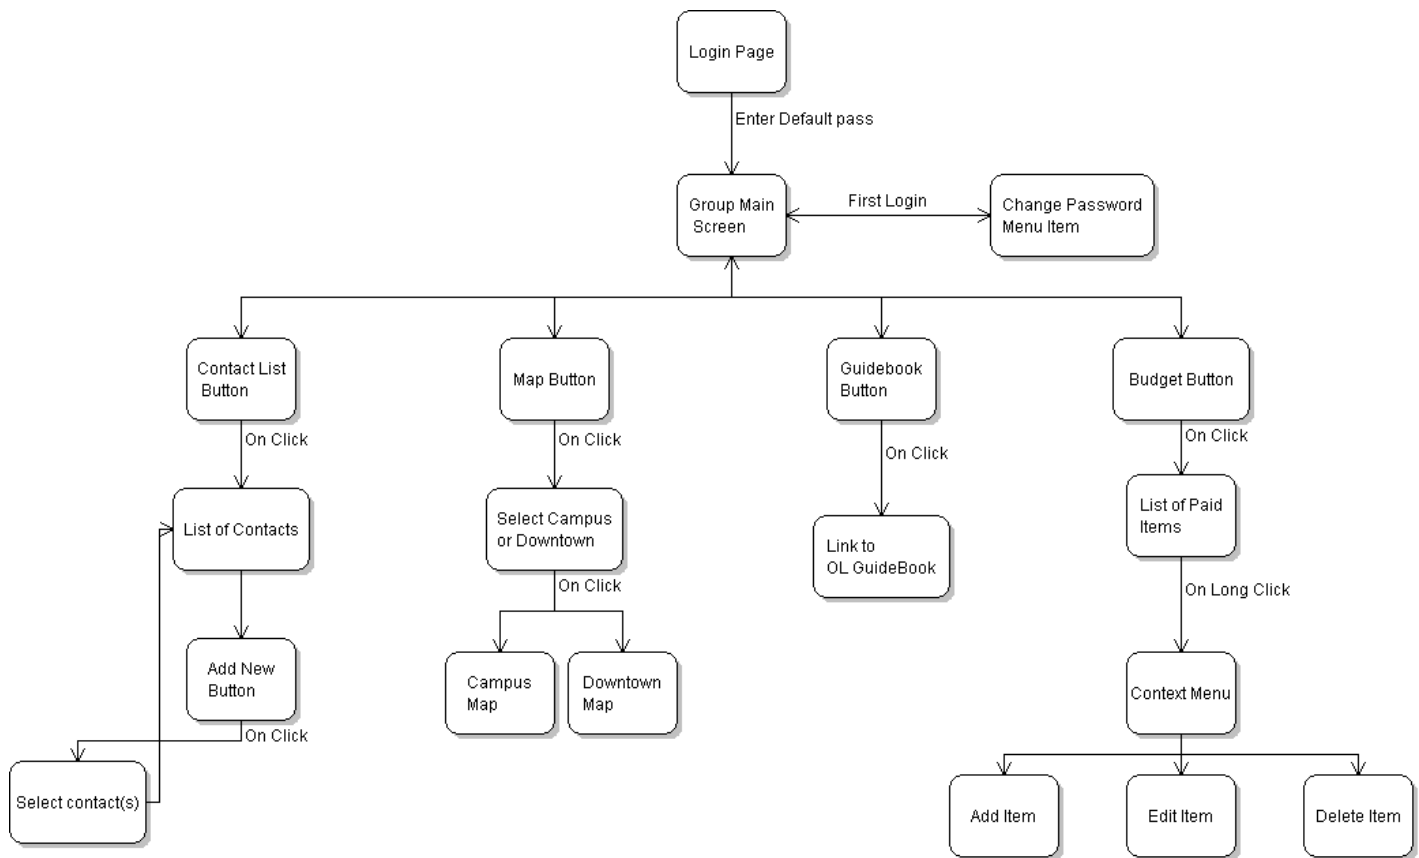 Login Page
Enter Default pass
Group Main
Screen
First Login
Change Password
Menu Item
Contact List
Button
Map Button
Guidebook
Button
Budget Button
On Click
On Click
On Click
On Click
List of Contacts
Select Campus
or Downtown
Link to
OL GuideBook
List of Paid
Items
On Click
On Long Click
Add New
Button
Campus
Map
Downtown
Map
Context Menu
On Click
Select contact(s)
Add Item
Edit Item
Delete Item